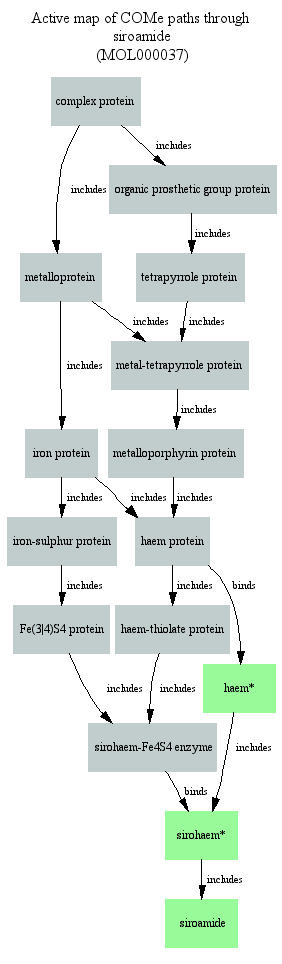 Active map of COMe paths through
siroamide
(MOL000037)
complex protein
includes
includes
organic prosthetic group protein
includes
metalloprotein
tetrapyrrole protein
includes
includes
includes
metal-tetrapyrrole protein
includes
iron protein
metalloporphyrin protein
includes
includes
includes
iron-sulphur protein
haem protein
includes
includes
binds
Fe(3|4)S4 protein
haem-thiolate protein
haem*
includes
includes
sirohaem-Fe4S4 enzyme
includes
binds
sirohaem*
includes
siroamide